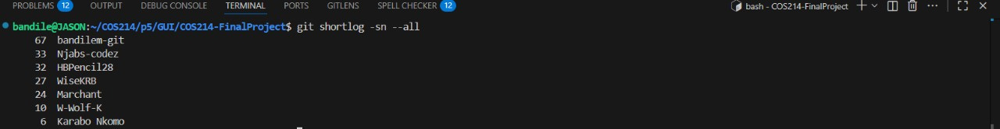 PROBLEMS 12 OUTPUT DEBUG CONSOLE TERMINAL PORTS GITLENS SPELL CHECKER 12 bash - COS214-FinalProject
bandile@JASON:~/COS214/p5/GUI/COS214-FinalProject$ git shortlog -sn --all
67 bandilem-git
33 Njabs-codez
32 HBPencil28
27 WiseKRB
24 Marchant
10 W-Wolf-K
6 Karabo Nkomo